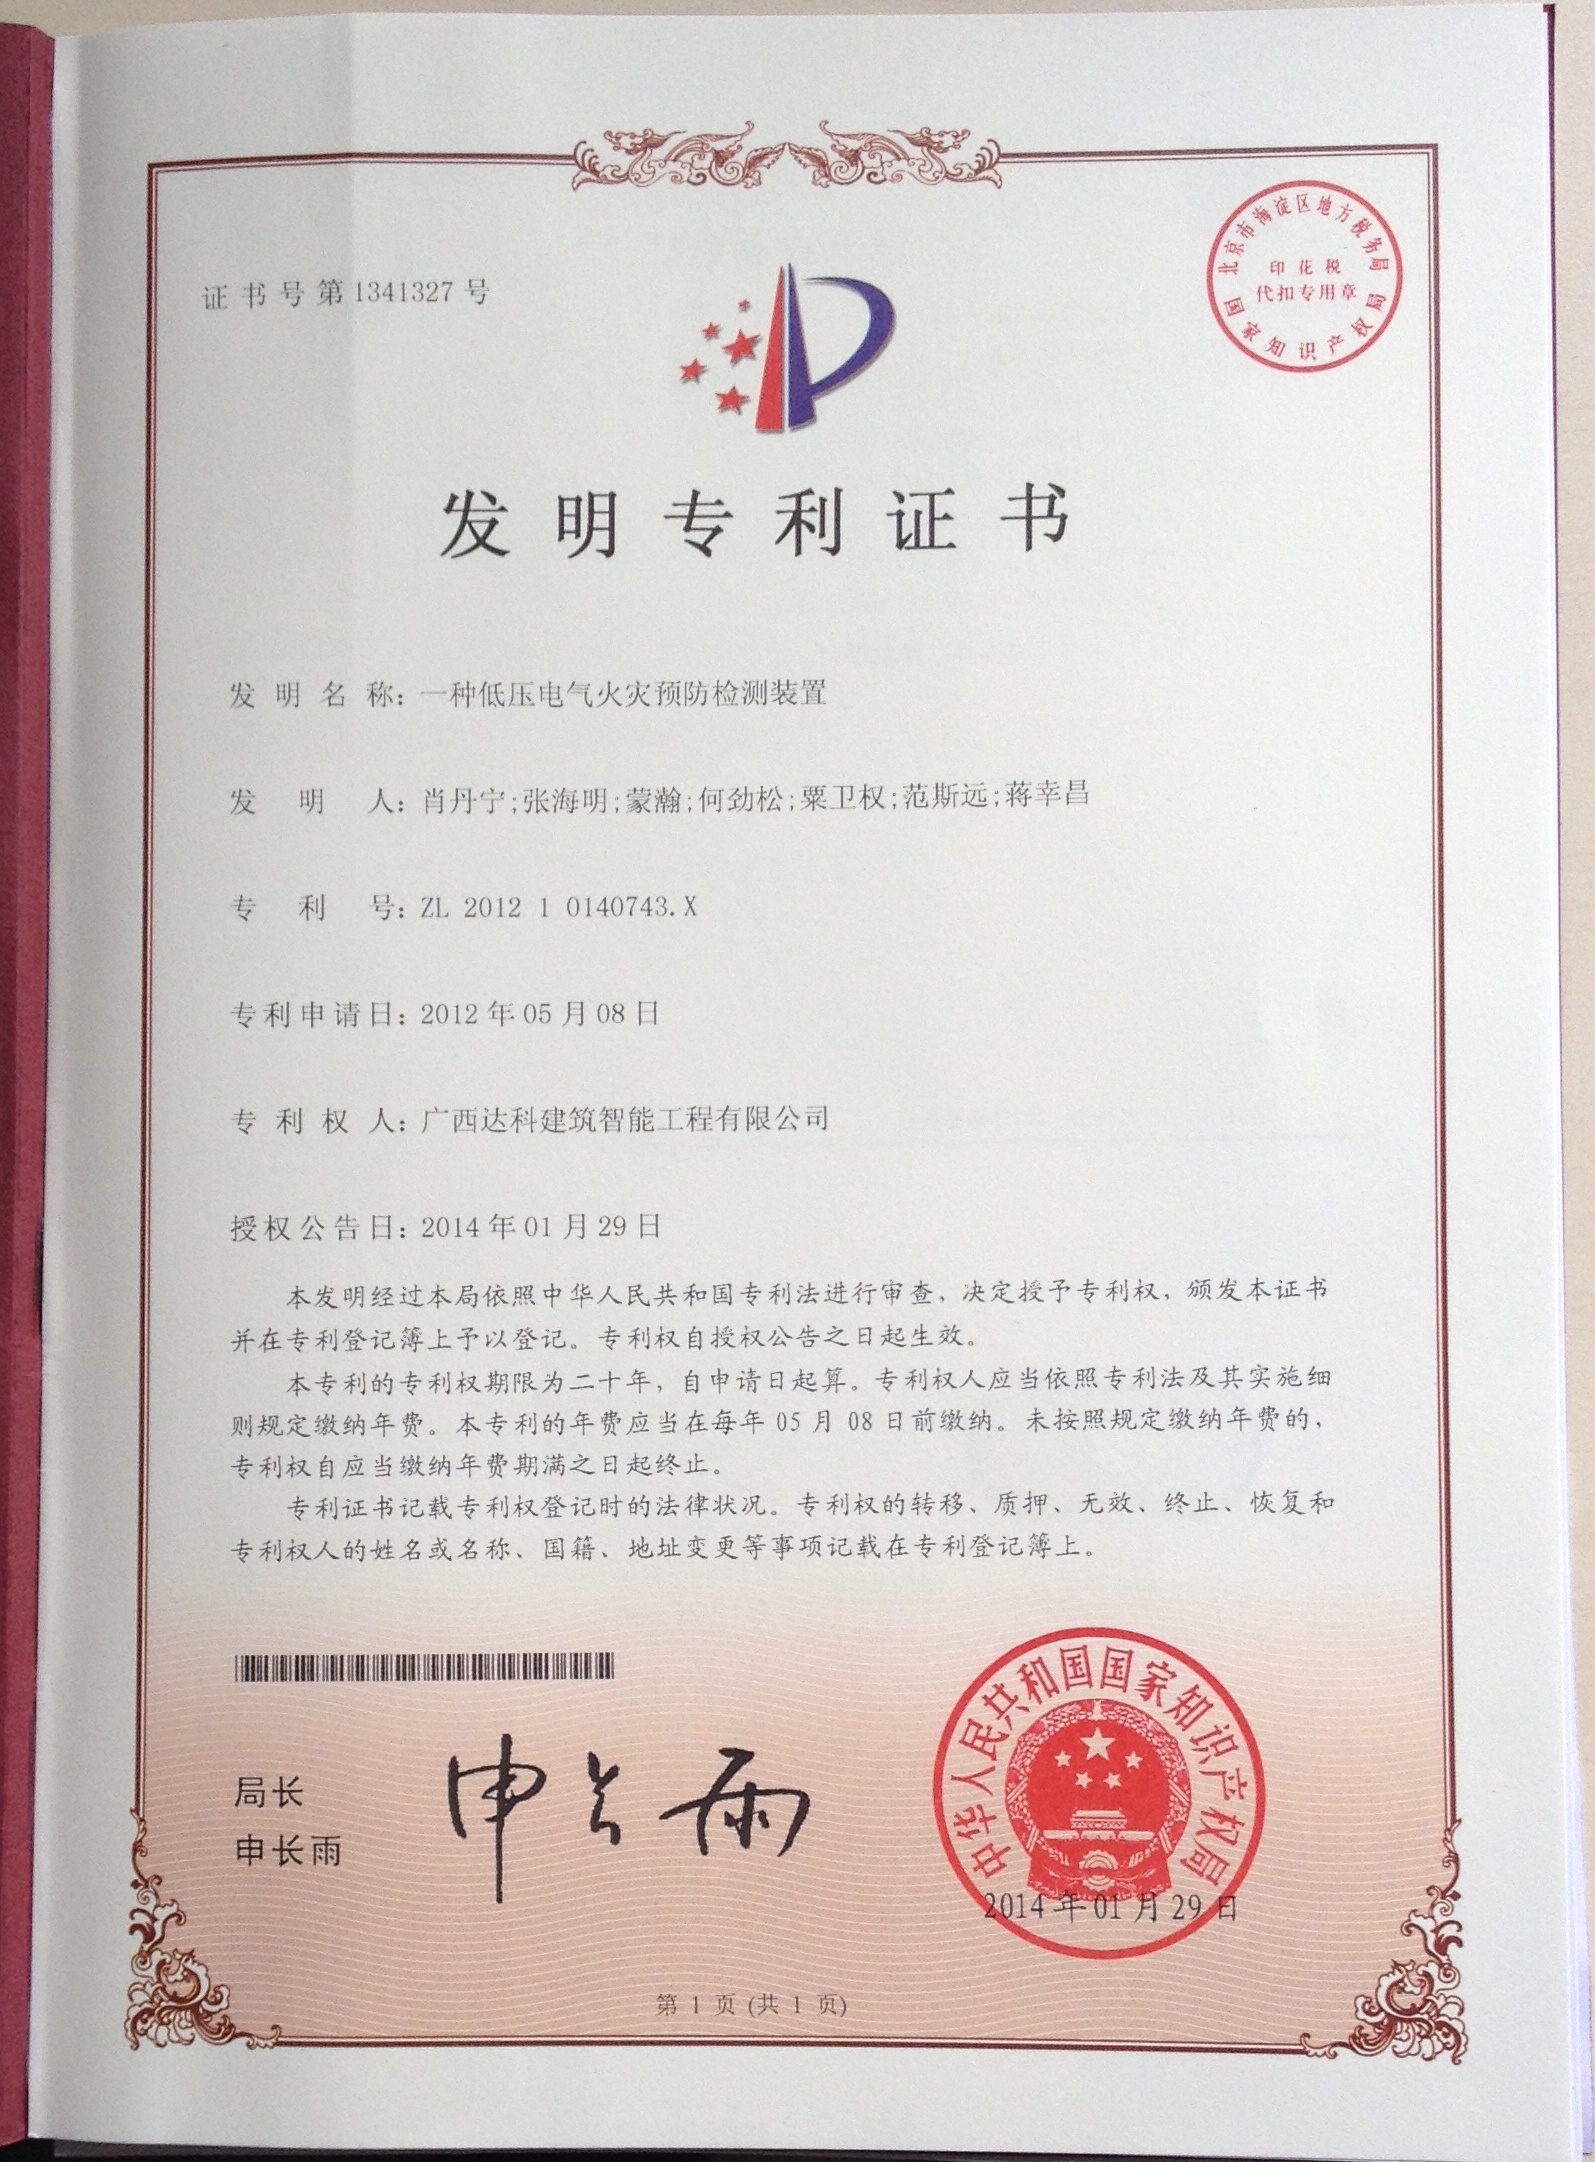 证书号第1341327号
北京市海淀区地方税务局
印花税
代扣专用章
国家知识产权局
发明专利证书
发明名称：一种低压电气火灾预防检测装置
发明人：肖丹宁;张海明;蒙瀚;何劲松;粟卫权;范斯远;蒋幸昌
专利号：ZL 2012 1 0140743.X
专利申请日：2012年05月08日
专利权人：广西达科建筑智能工程有限公司
授权公告日：2014年01月29日
本发明经过本局依照中华人民共和国专利法进行审查，决定授予专利权，颁发本证书
并在专利登记簿上予以登记。专利权自授权公告之日起生效。
本专利的专利权期限为二十年，自申请日起算。专利权人应当依照专利法及其实施细
则规定缴纳年费。本专利的年费应当在每年05月08日前缴纳。未按照规定缴纳年费的，
专利权自应当缴纳年费期满之日起终止。
专利证书记载专利权登记时的法律状况。专利权的转移、质押、无效、终止、恢复和
专利权人的姓名或名称、国籍、地址变更等事项记载在专利登记簿上。
局长
申长雨
申长雨
中华人民共和国国家知识产权局
2014年01月29日
第1页(共1页)